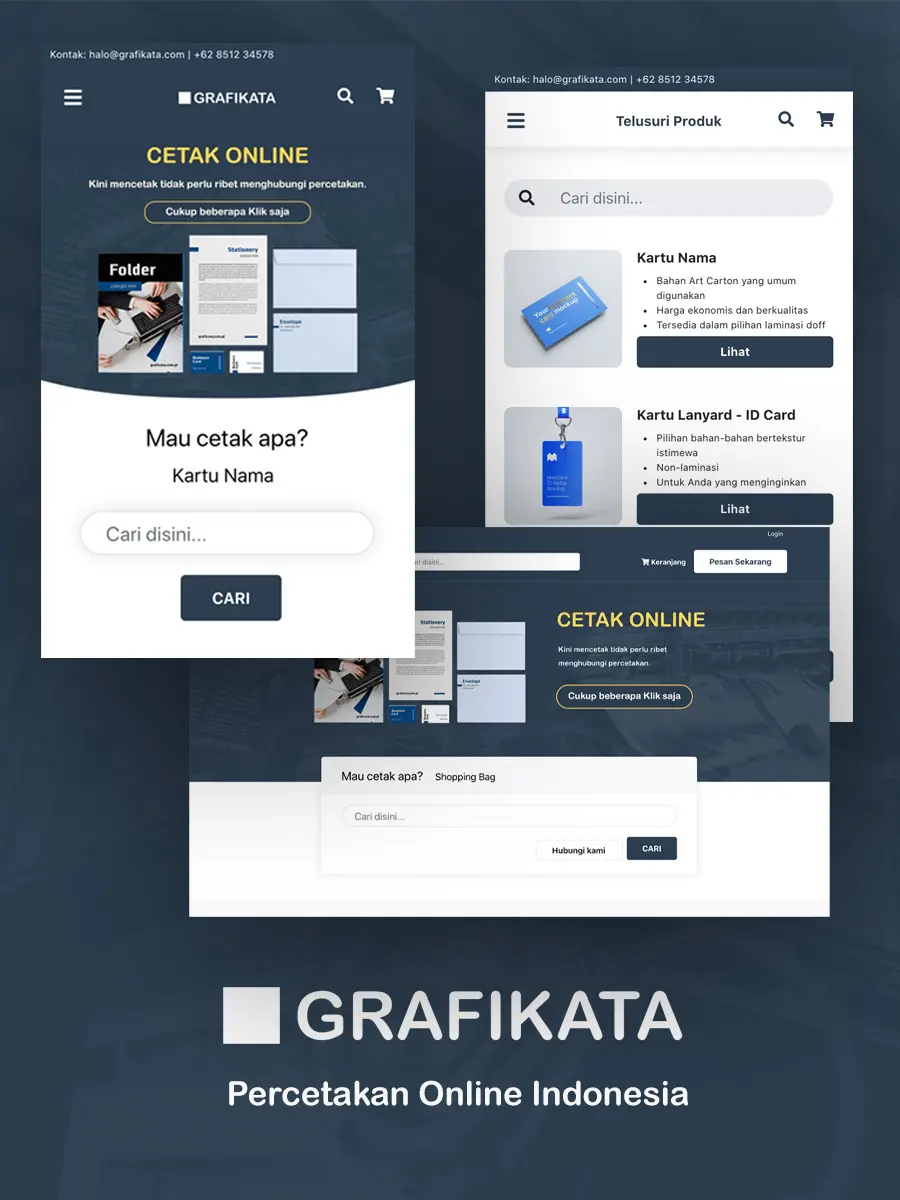 Kontak: halo@grafikata.com | +62 8512 34578
GRAFIKATA
CETAK ONLINE
Kini mencetak tidak perlu ribet menghubungi percetakan.
Cukup beberapa Klik saja
Folder
Stationery
Envelope
Business
Card
Business
Card
Mau cetak apa?
Kartu Nama
Cari disini...
CARI
Kontak: halo@grafikata.com | +62 8512 34578
Telusuri Produk
Cari disini...
Kartu Nama
Bahan Art Carton yang umum
digunakan
Harga ekonomis dan berkualitas
Tersedia dalam pilihan laminasi doff
Lihat
Kartu Lanyard - ID Card
Pilihan bahan-bahan bertekstur
istimewa
Non-laminasi
Untuk Anda yang menginginkan
Lihat
Login
disini...
Keranjang
Pesan Sekarang
Stationery
Envelope
Business
Card
CETAK ONLINE
Kini mencetak tidak perlu ribet
menghubungi percetakan.
Cukup beberapa Klik saja
Mau cetak apa? Shopping Bag
Cari disini...
Hubungi kami
CARI
GRAFIKATA
Percetakan Online Indonesia